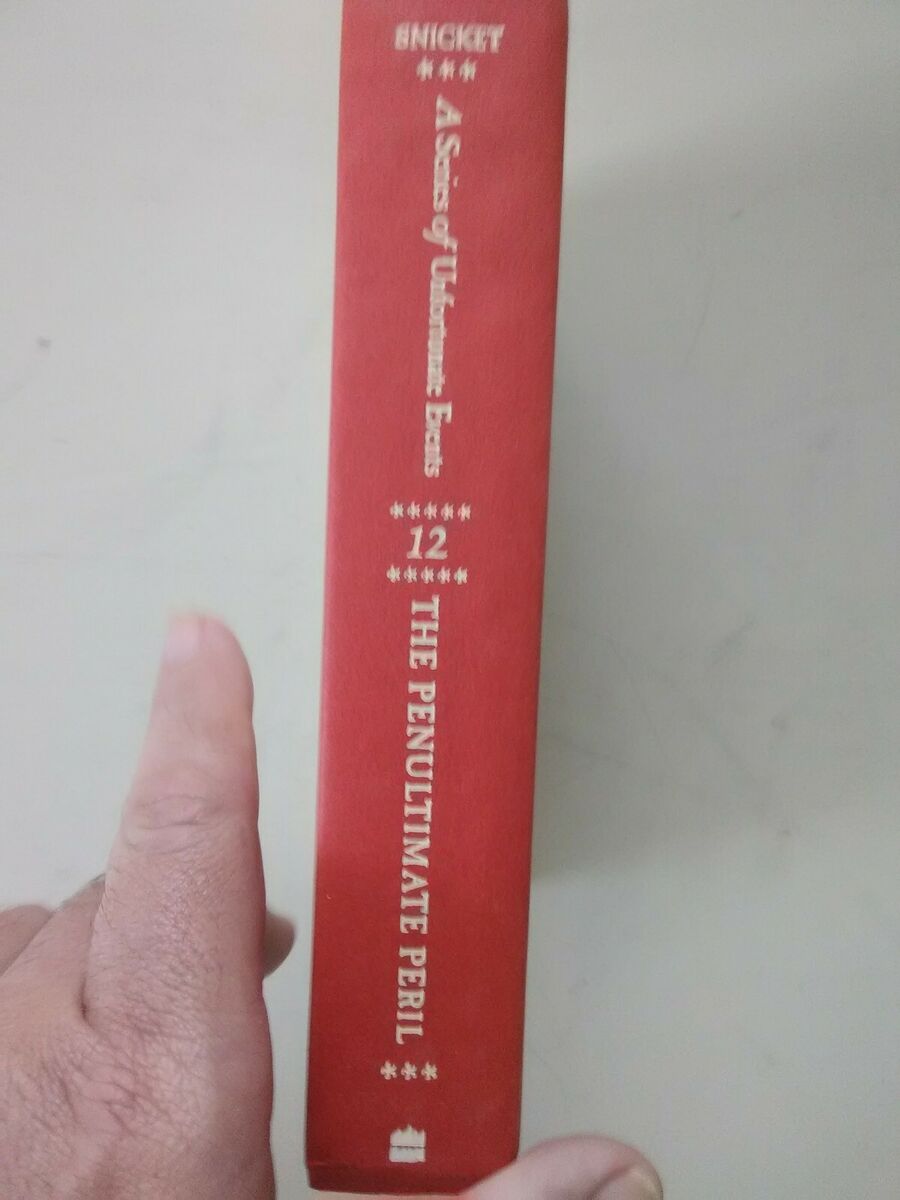 SNICKET
***
A Series of Unfortunate Events
*****
12
*****
THE PENULTIMATE PERIL
***